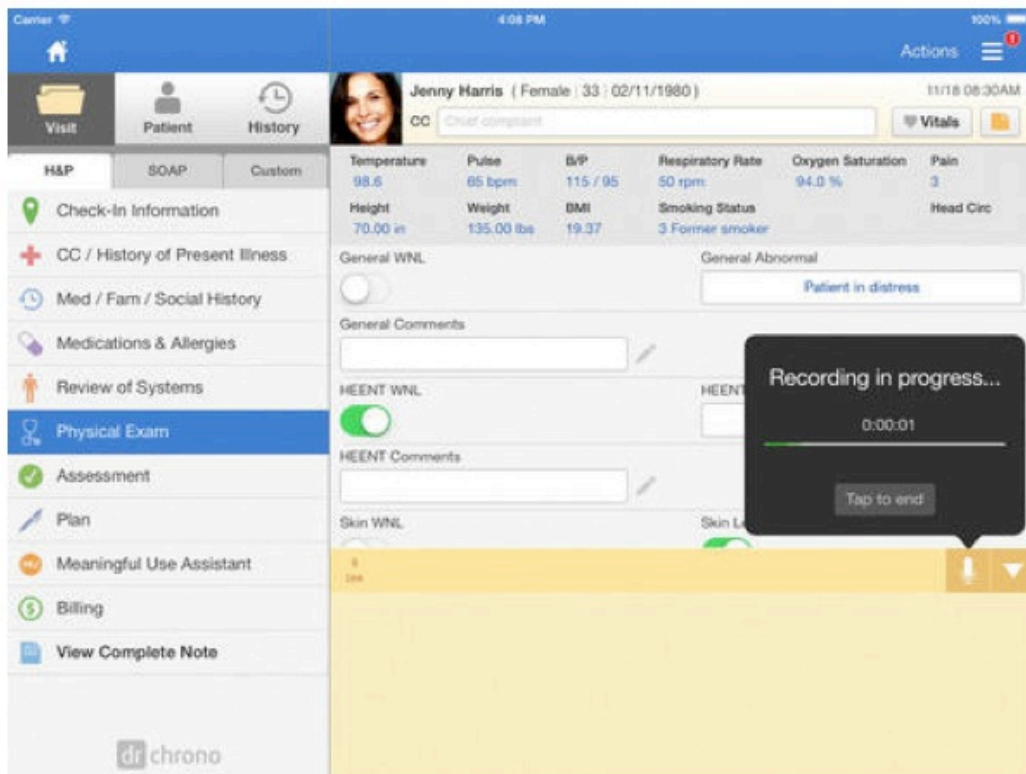 Carrier 4:08 PM 100%
Actions
Visit Patient History
H&P SOAP Custom
Check-In Information
CC / History of Present Illness
Med / Fam / Social History
Medications & Allergies
Review of Systems
Physical Exam
Assessment
Plan
Meaningful Use Assistant
Billing
View Complete Note
dr chrono
Jenny Harris ( Female | 33 | 02/11/1980 ) 11/18 08:30AM
CC Chief complaint Vitals
Temperature Pulse B/P Respiratory Rate Oxygen Saturation Pain
98.6 65 bpm 115 / 95 50 rpm 94.0 % 3
Height Weight BMI Smoking Status Head Circ
70.00 in 135.00 lbs 19.37 3 Former smoker
General WNL General Abnormal
Patient in distress
General Comments
HEENT WNL HEENT
HEENT Comments
Skin WNL Skin Le
Recording in progress...
0:00:01
Tap to end